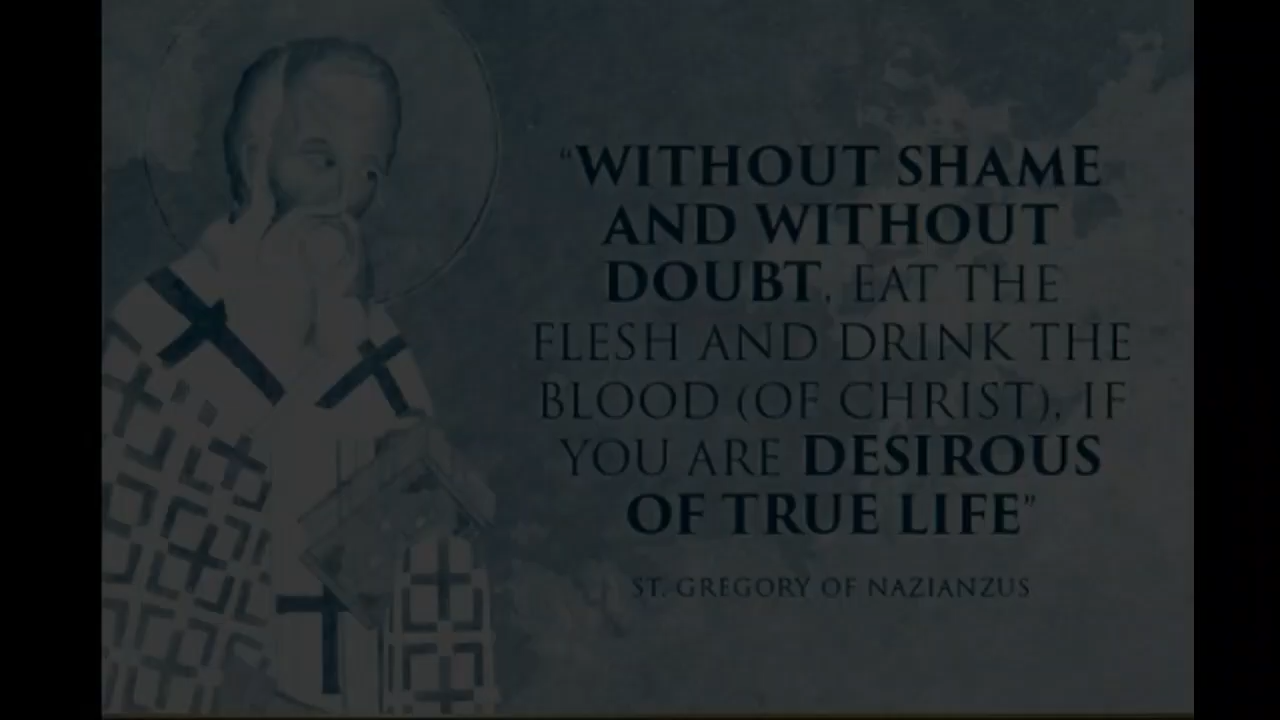 “WITHOUT SHAME
AND WITHOUT
DOUBT, EAT THE
FLESH AND DRINK THE
BLOOD (OF CHRIST), IF
YOU ARE DESIROUS
OF TRUE LIFE”
ST. GREGORY OF NAZIANZUS